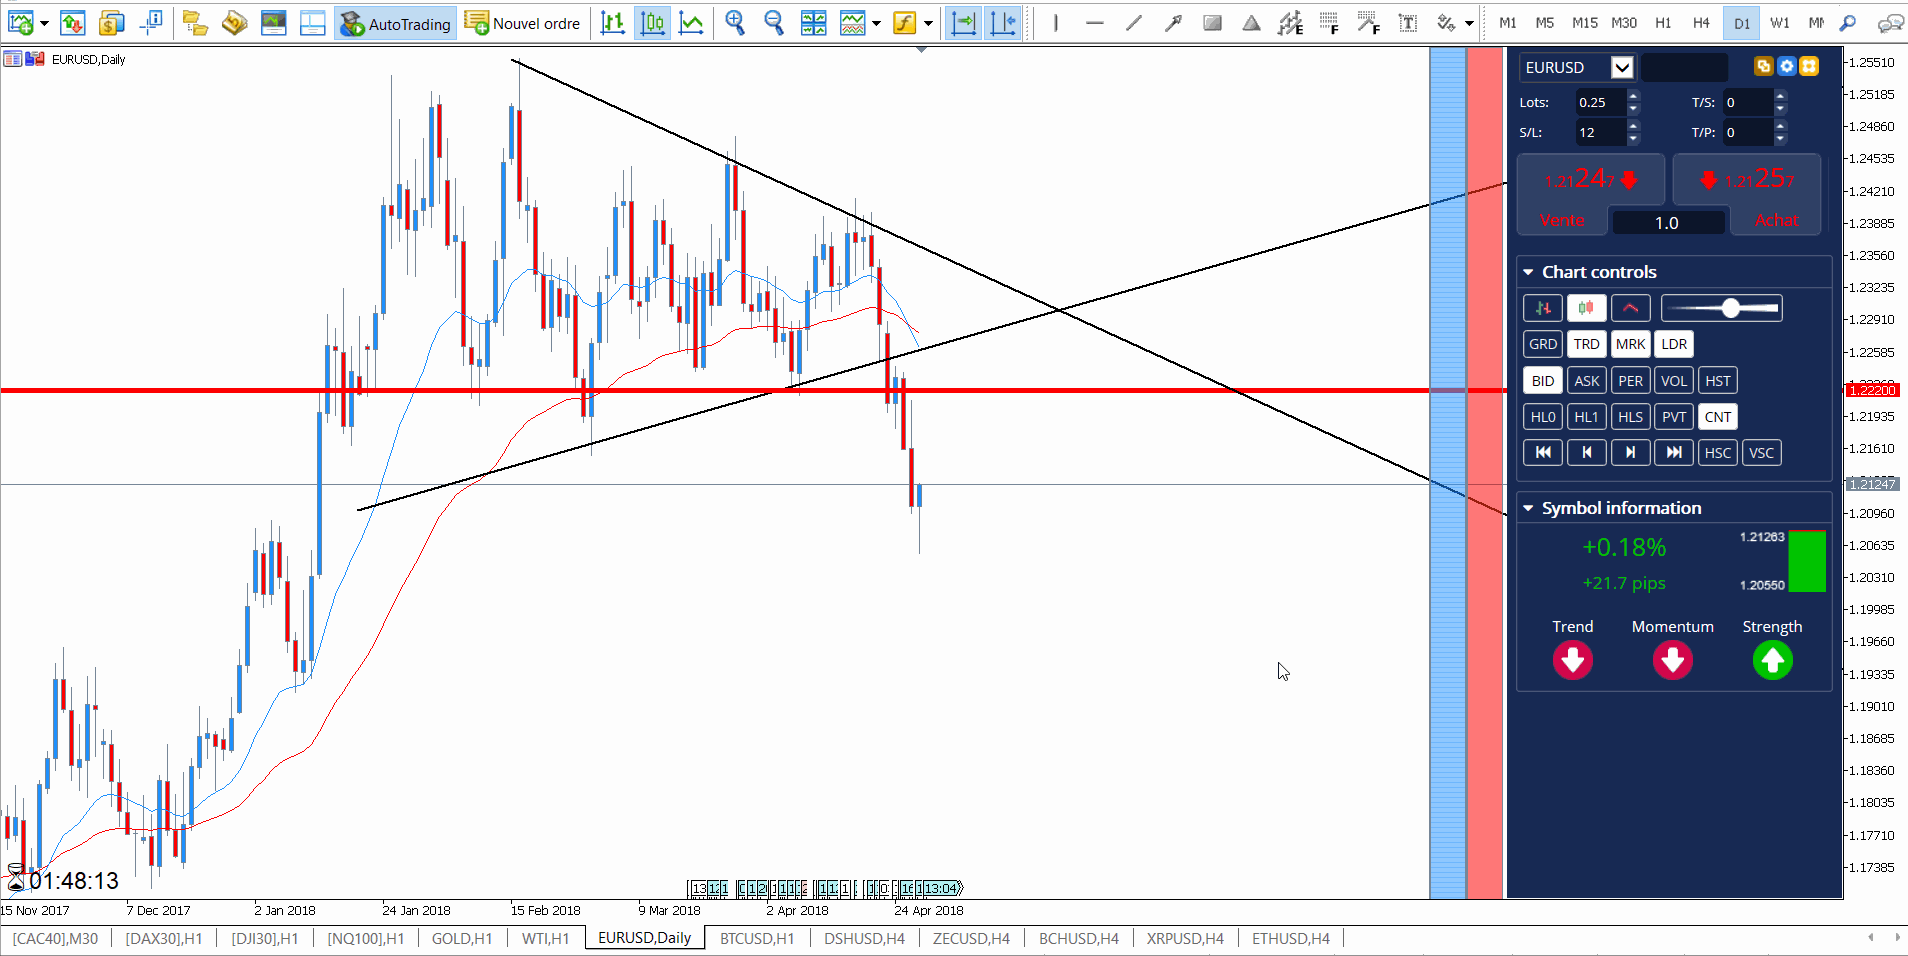 AutoTrading Nouvel ordre M1 M5 M15 M30 H1 H4 D1 W1
EURUSD,Daily
EURUSD
Lots: 0.25 T/S: 0
S/L: 12 T/P: 0
1.21247 1.21257
Vente 1.0 Achat
Chart controls
GRD TRD MRK LDR
BID ASK PER VOL HST
HL0 HL1 HLS PVT CNT
HSC VSC
Symbol information
+0.18% 1.21263
+21.7 pips 1.20550
Trend Momentum Strength
1.25510
1.25185
1.24860
1.24535
1.24210
1.23885
1.23560
1.23235
1.22910
1.22585
1.22200
1.21935
1.21610
1.21247
1.20960
1.20635
1.20310
1.19985
1.19660
1.19335
1.19010
1.18685
1.18360
1.18035
1.17710
1.17385
01:48:13
13:04
15 Nov 2017 7 Dec 2017 2 Jan 2018 24 Jan 2018 15 Feb 2018 9 Mar 2018 2 Apr 2018 24 Apr 2018
[CAC40],M30 [DAX30],H1 [DJI30],H1 [NQ100],H1 GOLD,H1 WTI,H1 EURUSD,Daily BTCUSD,H1 DSHUSD,H4 ZECUSD,H4 BCHUSD,H4 XRPUSD,H4 ETHUSD,H4